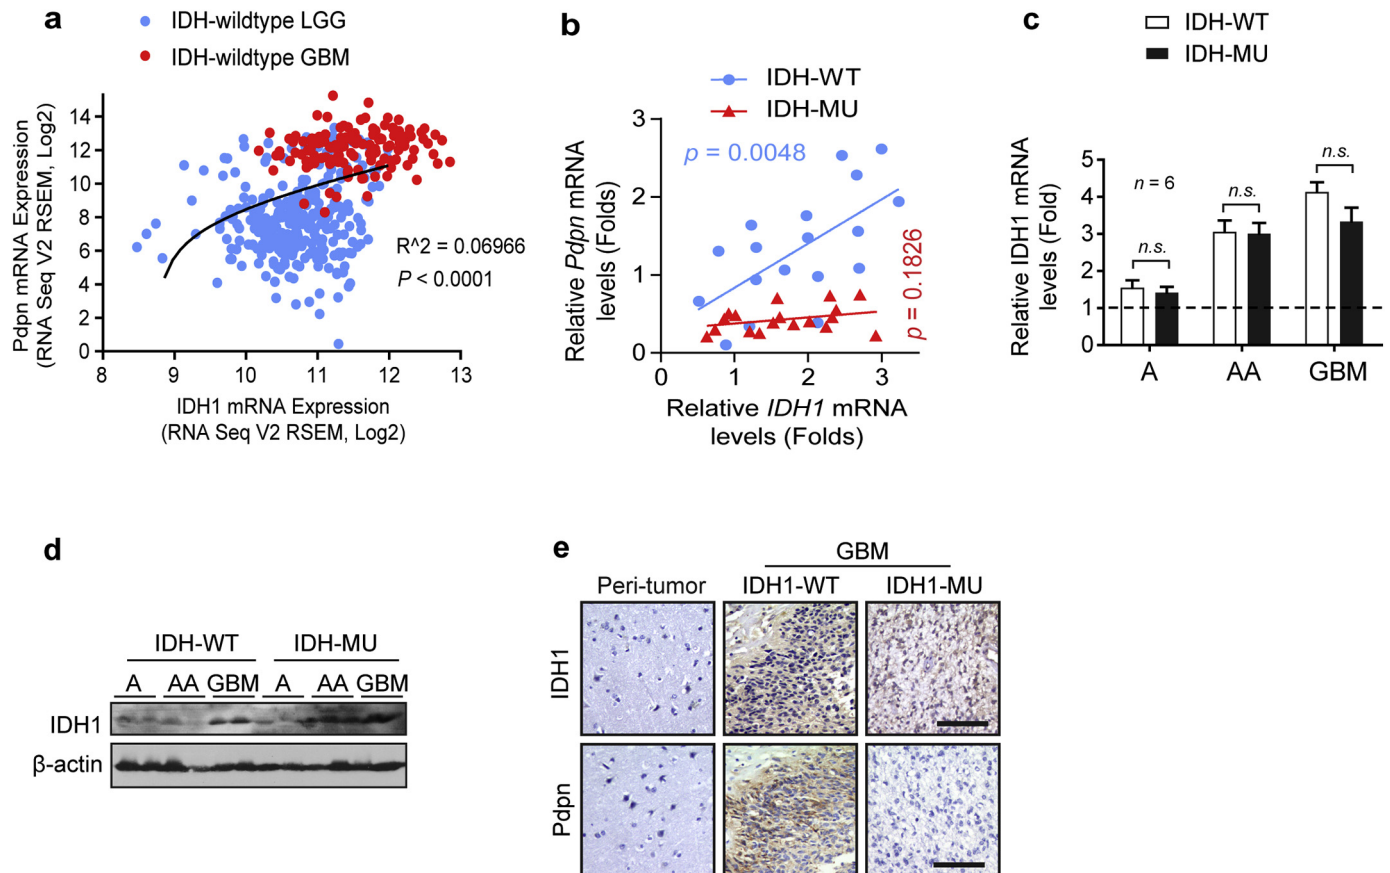 a
IDH-wildtype LGG
IDH-wildtype GBM
Pdpn mRNA Expression
(RNA Seq V2 RSEM, Log2)
14
12
10
8
6
4
2
0
R^2 = 0.06966
P < 0.0001
8 9 10 11 12 13
IDH1 mRNA Expression
(RNA Seq V2 RSEM, Log2)
b
IDH-WT
IDH-MU
Relative Pdpn mRNA
levels (Folds)
3
2
1
0
p = 0.0048
p = 0.1826
0 1 2 3
Relative IDH1 mRNA
levels (Folds)
c
IDH-WT
IDH-MU
Relative IDH1 mRNA
levels (Fold)
5
4
3
2
1
0
n = 6
n.s.
n.s.
n.s.
A AA GBM
d
IDH-WT IDH-MU
A AA GBM A AA GBM
IDH1
β-actin
e
GBM
Peri-tumor IDH1-WT IDH1-MU
IDH1
Pdpn